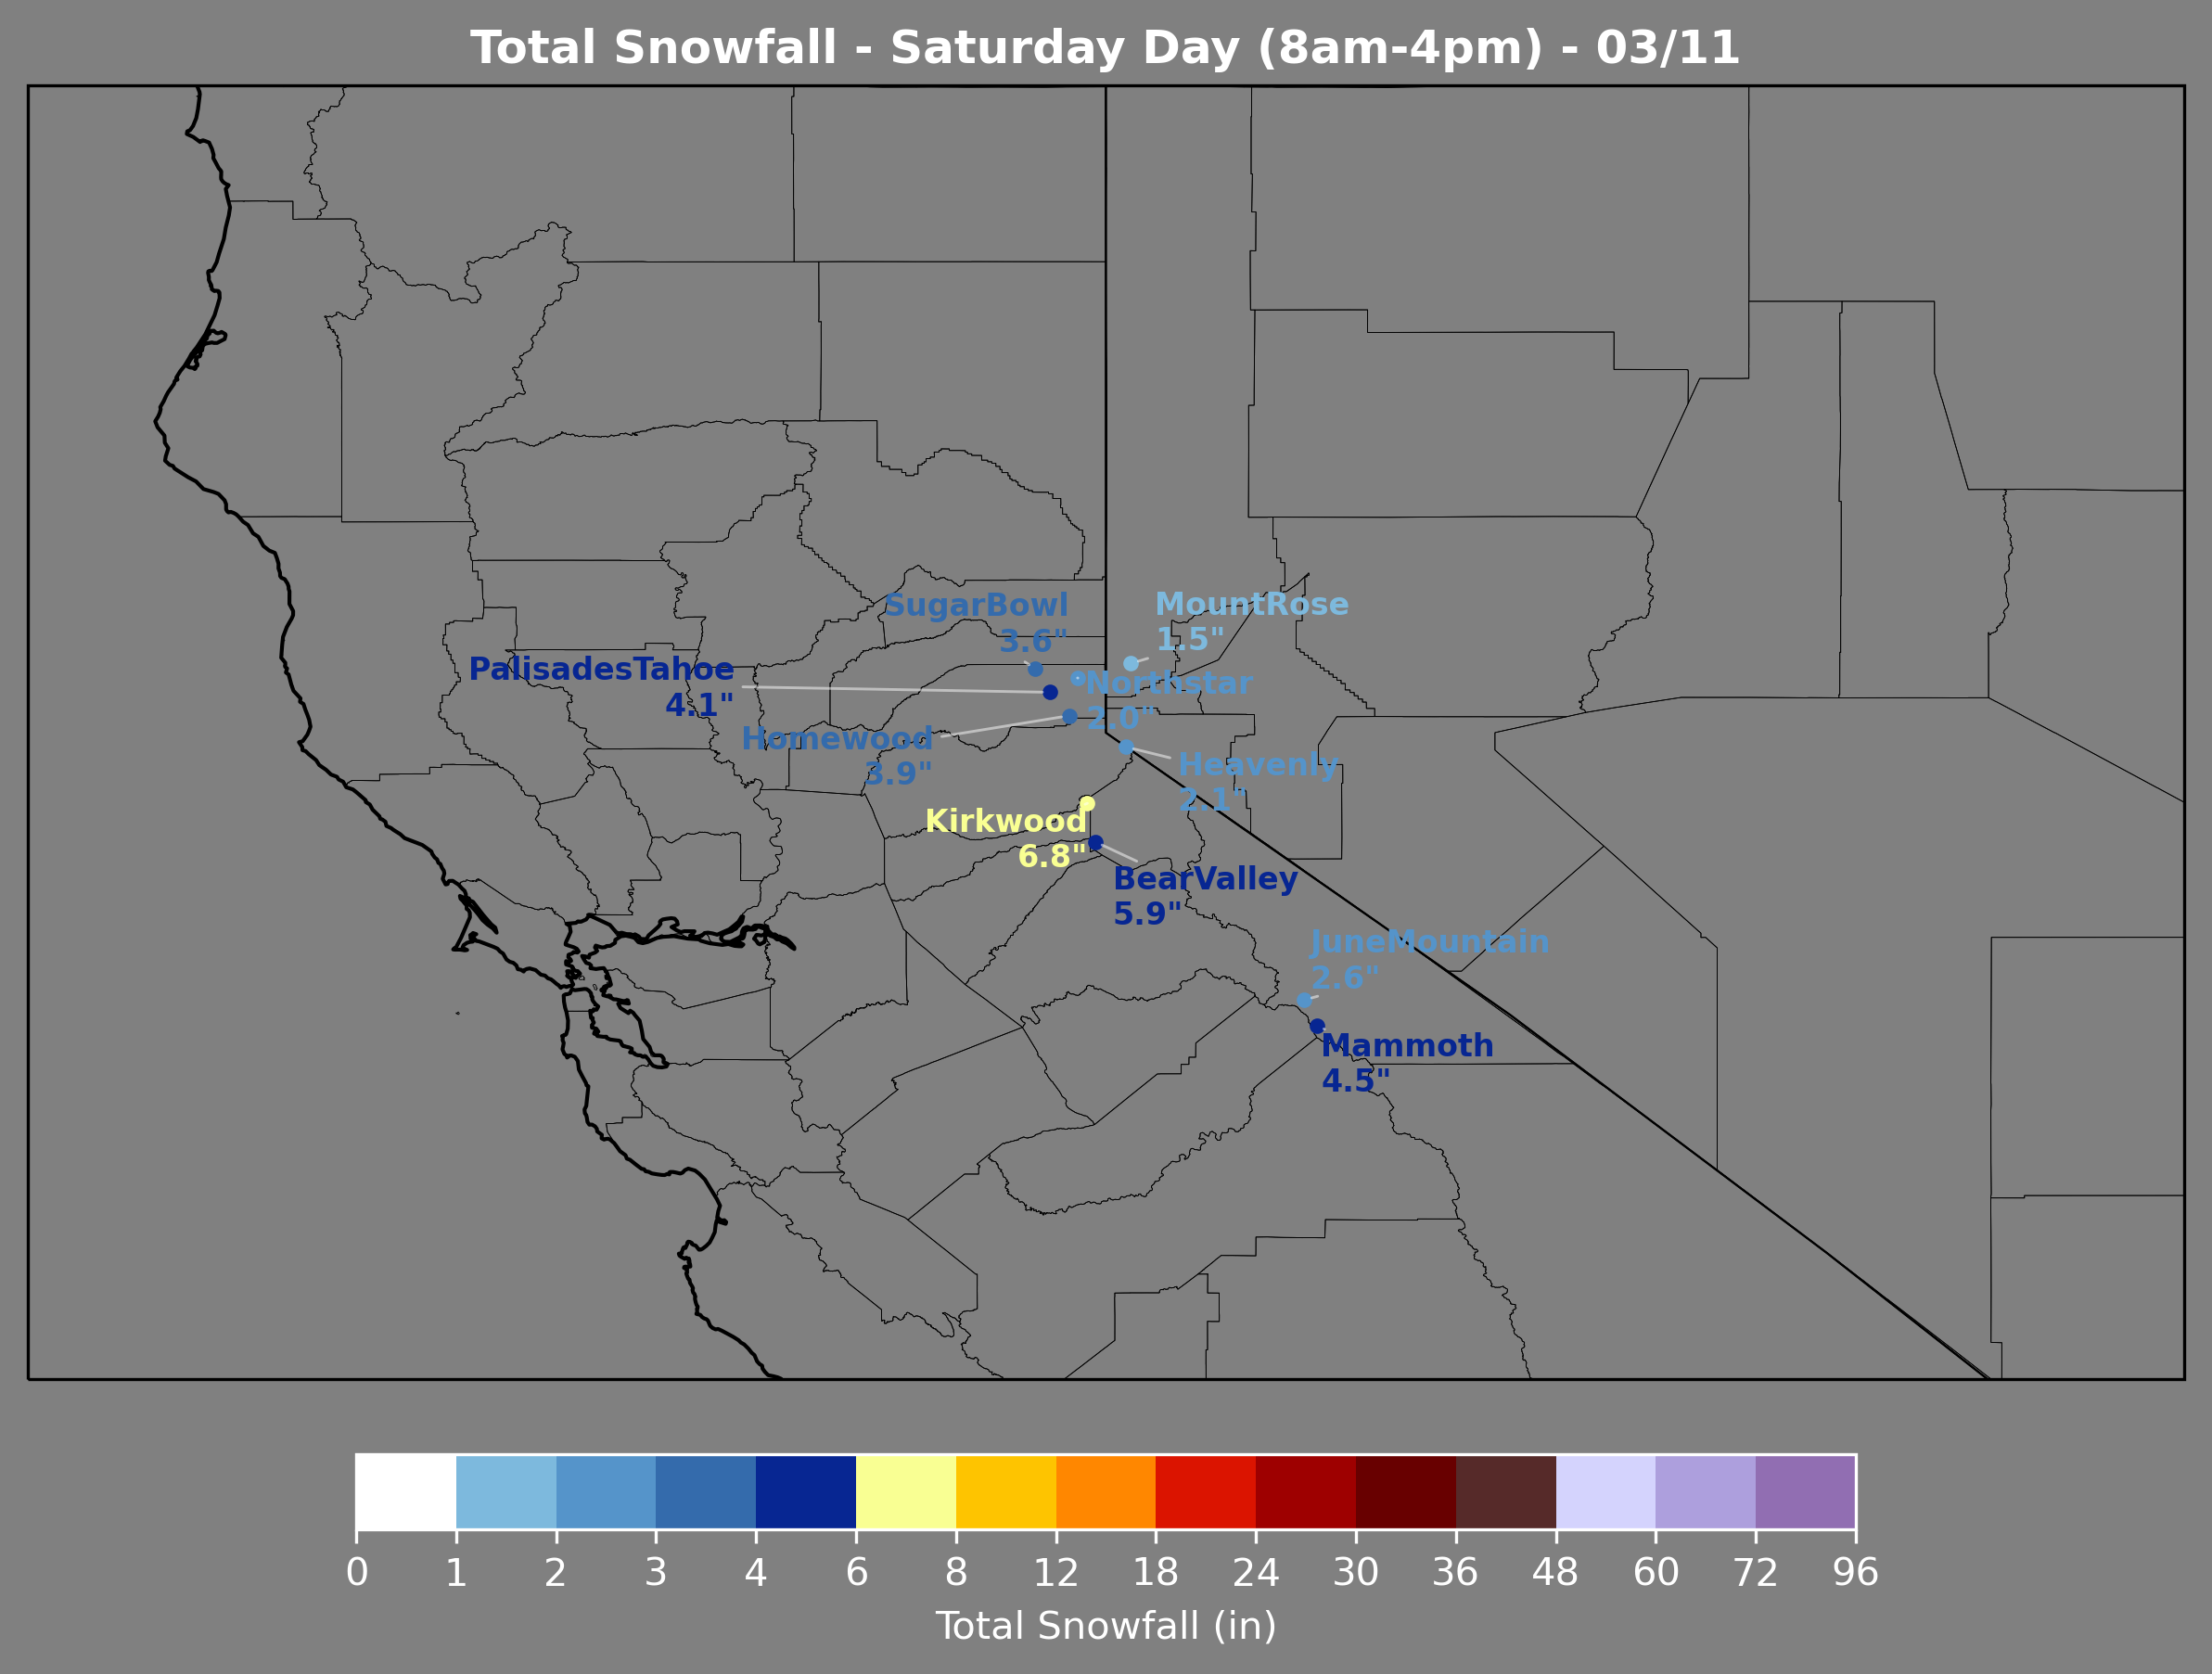 Total Snowfall - Saturday Day (8am-4pm) - 03/11
SugarBowl
3.6"
MountRose
1.5"
PalisadesTahoe
4.1"
Northstar
2.0"
Homewood
3.9"
Heavenly
2.1"
Kirkwood
6.8"
BearValley
5.9"
JuneMountain
2.6"
Mammoth
4.5"
0 1 2 3 4 6 8 12 18 24 30 36 48 60 72 96
Total Snowfall (in)